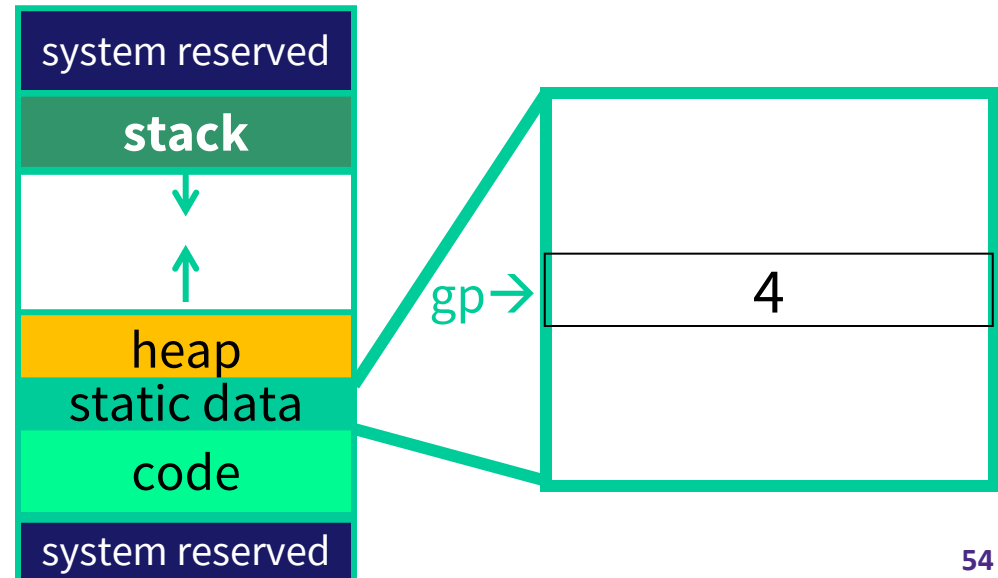 system reserved
stack
heap
static data
code
system reserved
gp→
4
54